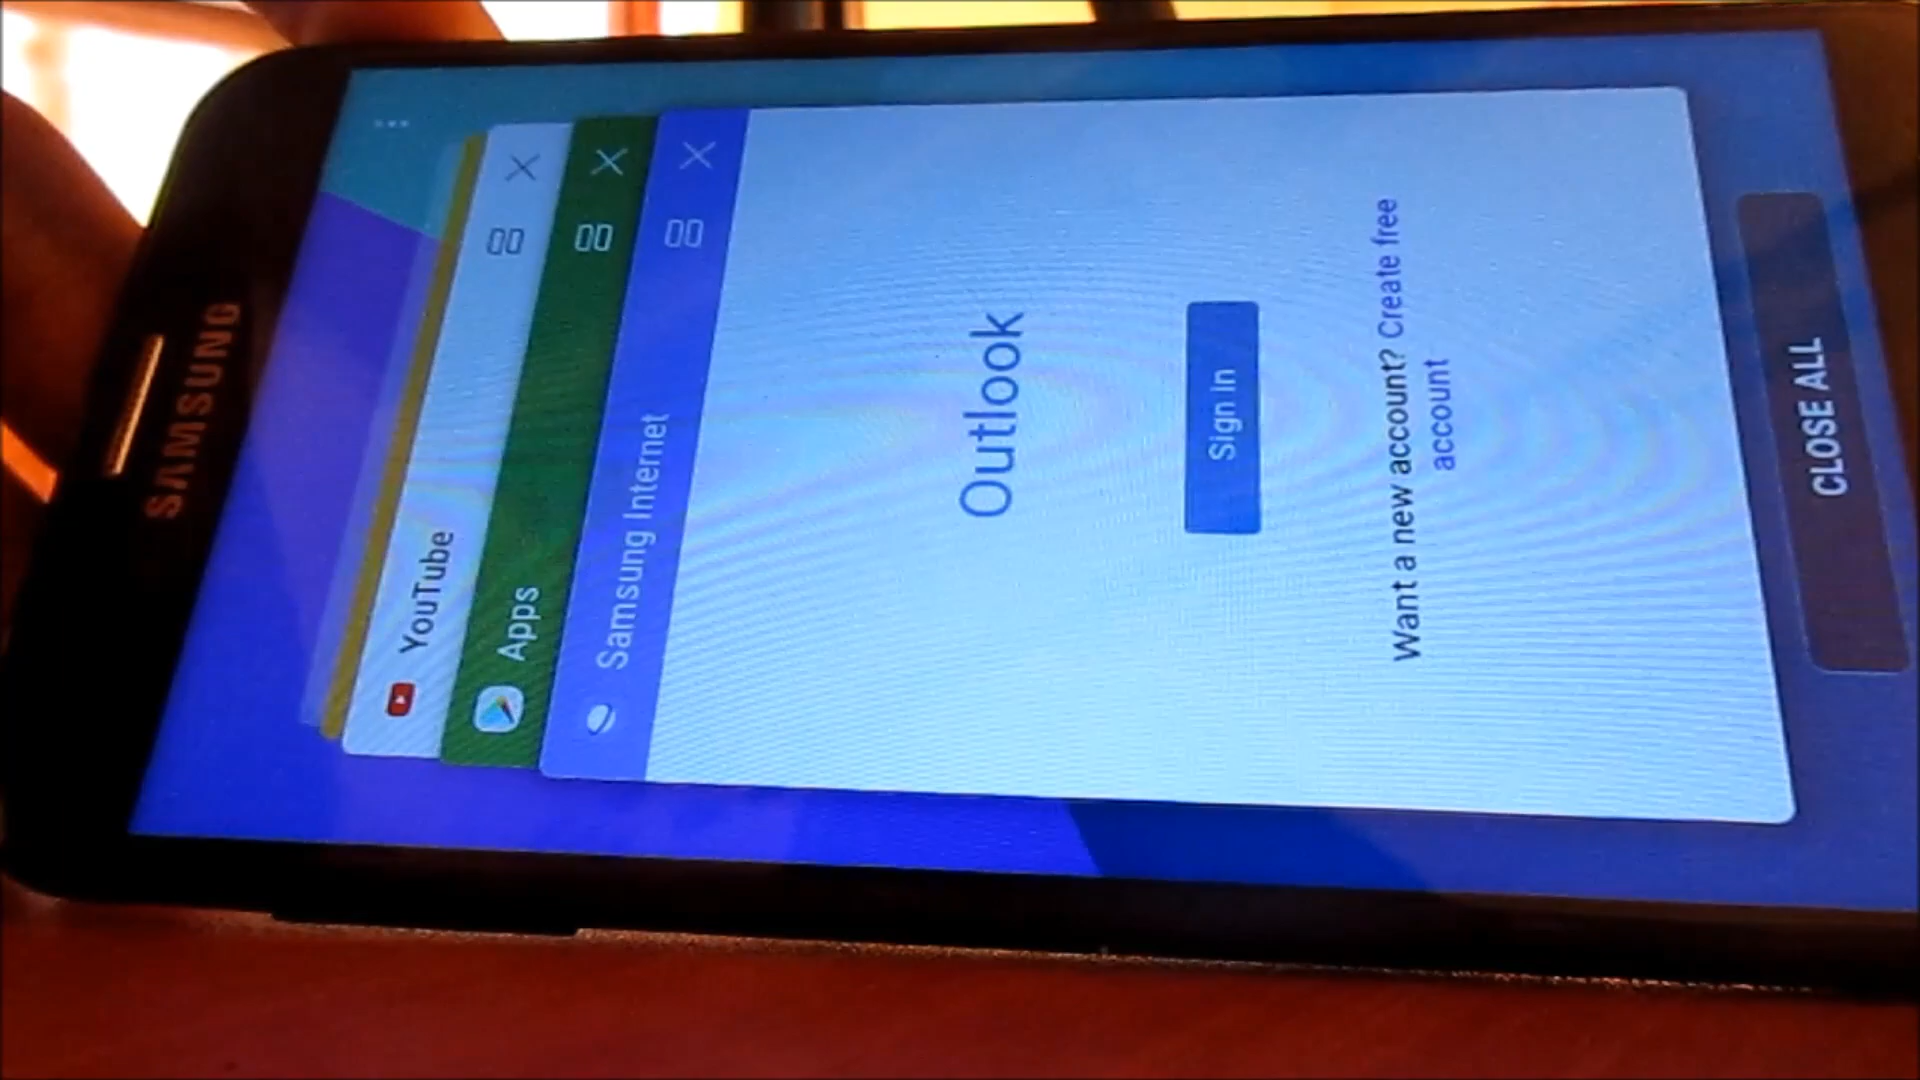 SAMSUNG
YouTube
Apps
Samsung Internet
Outlook
Sign in
Want a new account? Create free
account
CLOSE ALL